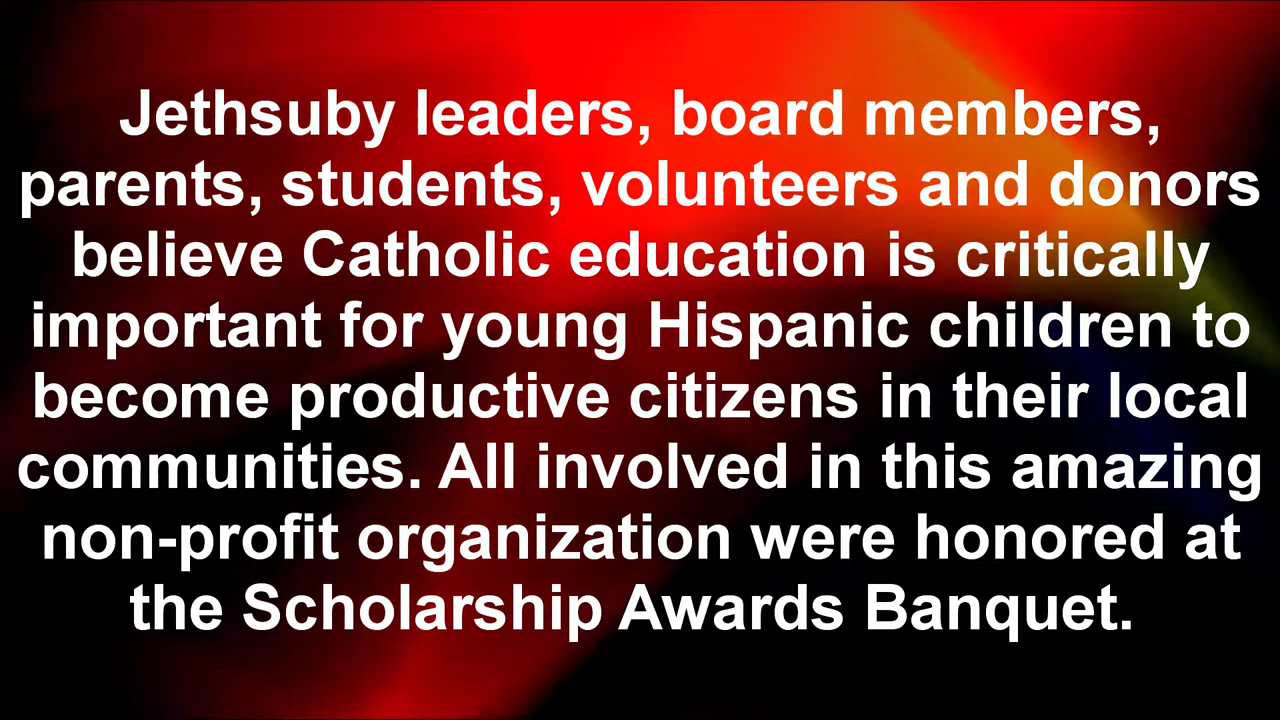 Jethsuby leaders, board members,
parents, students, volunteers and donors
believe Catholic education is critically
important for young Hispanic children to
become productive citizens in their local
communities. All involved in this amazing
non-profit organization were honored at
the Scholarship Awards Banquet.